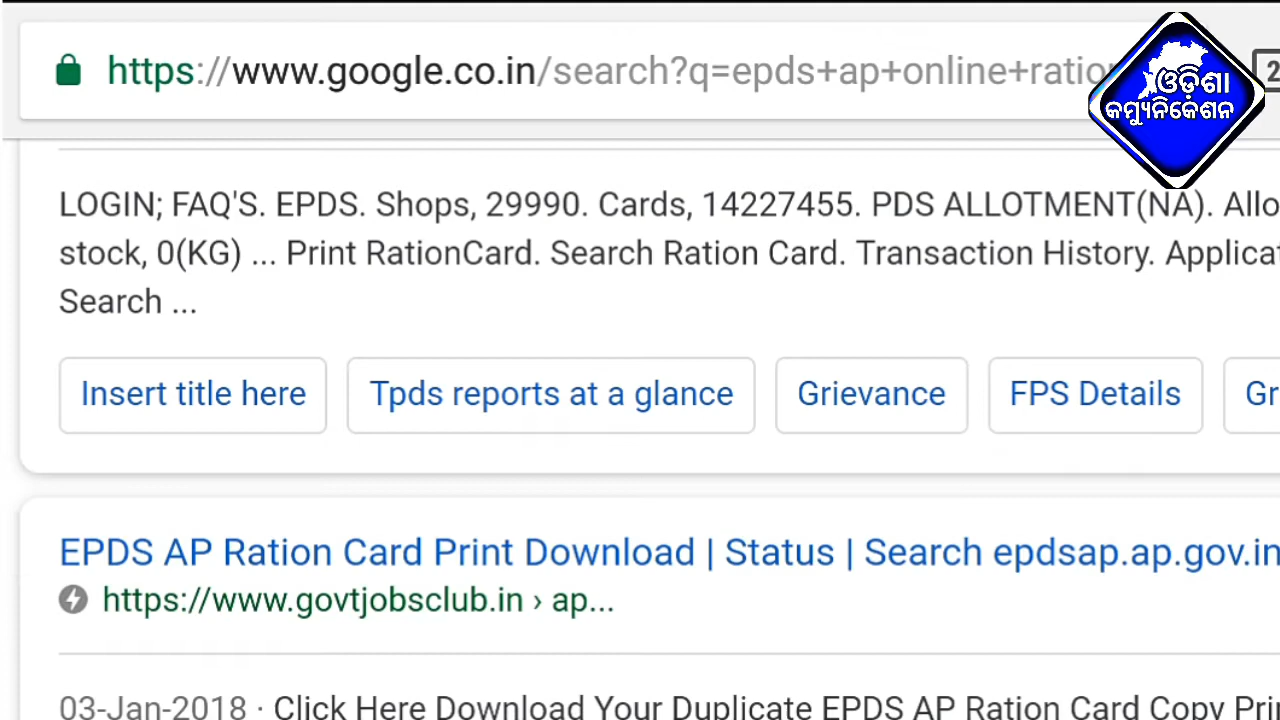 https://www.google.co.in/search?q=epds+ap+online+ratio
2
ଓଡ଼ିଶା
କମ୍ୟୁନିକେଶନ
LOGIN; FAQ'S. EPDS. Shops, 29990. Cards, 14227455. PDS ALLOTMENT(NA). Allo
stock, 0(KG) ... Print RationCard. Search Ration Card. Transaction History. Applicat
Search ...
Insert title here Tpds reports at a glance Grievance FPS Details Gr
EPDS AP Ration Card Print Download | Status | Search epdsap.ap.gov.in
https://www.govtjobsclub.in › ap...
03-Jan-2018 · Click Here Download Your Duplicate EPDS AP Ration Card Copy Pri